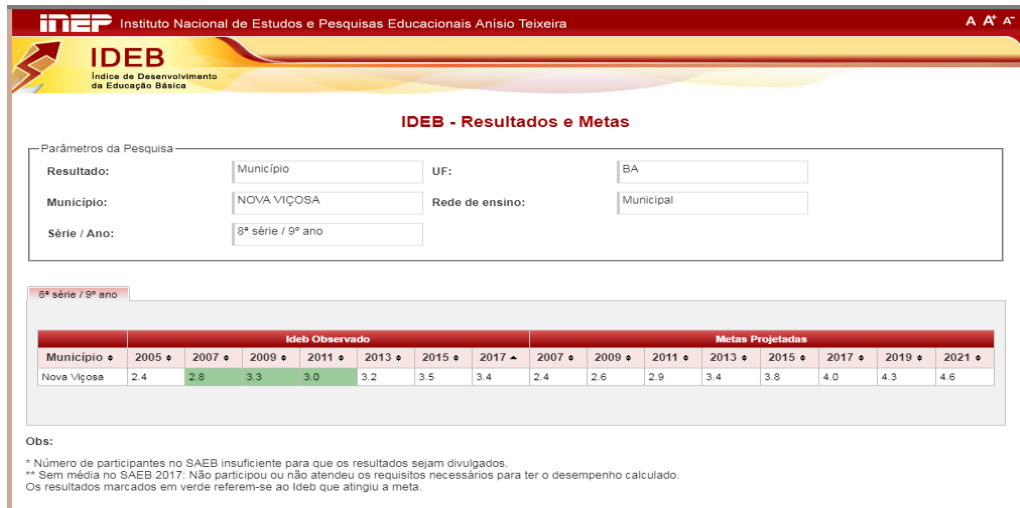 inep Instituto Nacional de Estudos e Pesquisas Educacionais Anísio Teixeira A A+ A-
IDEB
Índice de Desenvolvimento
da Educação Básica
IDEB - Resultados e Metas
Parâmetros da Pesquisa
Resultado: Município UF: BA
Município: NOVA VIÇOSA Rede de ensino: Municipal
Série / Ano: 8ª série / 9º ano
8ª série / 9º ano
Ideb Observado Metas Projetadas
Município 2005 2007 2009 2011 2013 2015 2017 2007 2009 2011 2013 2015 2017 2019 2021
Nova Viçosa 2.4 2.8 3.3 3.0 3.2 3.5 3.4 2.4 2.6 2.9 3.4 3.8 4.0 4.3 4.6
Obs:
* Número de participantes no SAEB insuficiente para que os resultados sejam divulgados.
** Sem média no SAEB 2017: Não participou ou não atendeu os requisitos necessários para ter o desempenho calculado.
Os resultados marcados em verde referem-se ao Ideb que atingiu a meta.